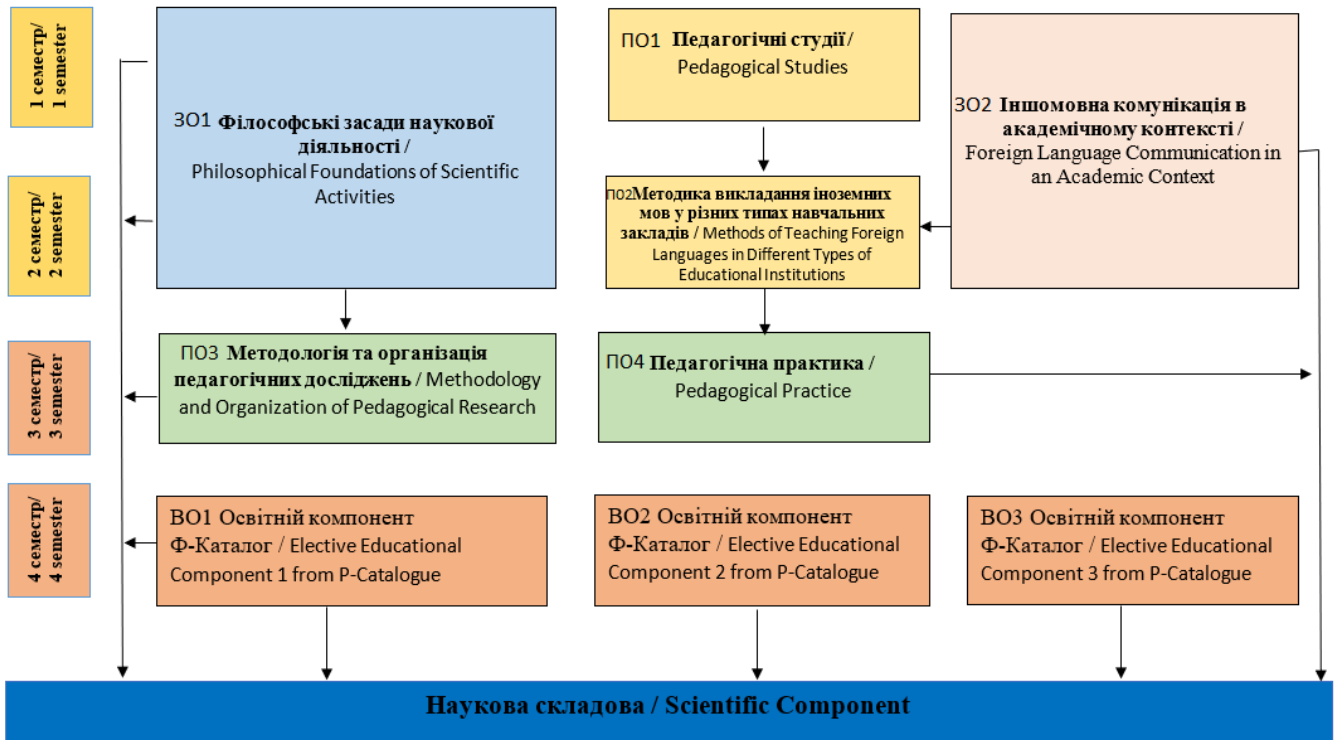 1 семестр/
1 semester
ЗО1 Філософські засади наукової
діяльності /
Philosophical Foundations of Scientific
Activities
ПО1 Педагогічні студії /
Pedagogical Studies
ЗО2 Іншомовна комунікація в
академічному контексті /
Foreign Language Communication in
an Academic Context
2 семестр/
2 semester
ПО2Методика викладання іноземних
мов у різних типах навчальних
закладів / Methods of Teaching Foreign
Languages in Different Types of
Educational Institutions
3 семестр/
3 semester
ПО3 Методологія та організація
педагогічних досліджень / Methodology
and Organization of Pedagogical Research
ПО4 Педагогічна практика /
Pedagogical Practice
4 семестр/
4 semester
ВО1 Освітній компонент
Ф-Каталог / Elective Educational
Component 1 from P-Catalogue
ВО2 Освітній компонент
Ф-Каталог / Elective Educational
Component 2 from P-Catalogue
ВО3 Освітній компонент
Ф-Каталог / Elective Educational
Component 3 from P-Catalogue
Наукова складова / Scientific Component